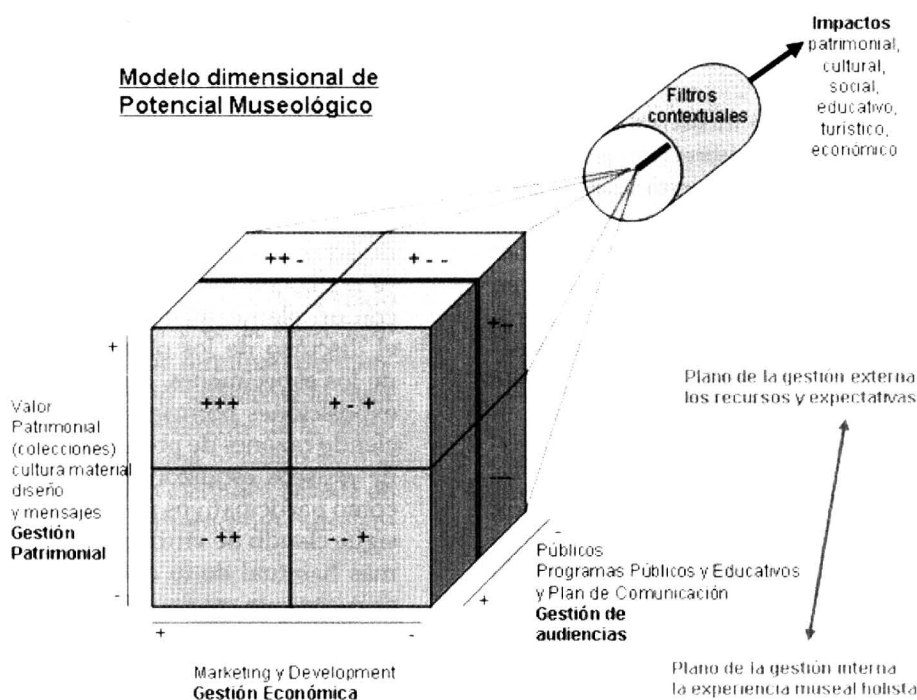 Modelo dimensional de
Potencial Museológico
Impactos
patrimonial,
cultural,
social,
educativo,
turístico,
económico
Filtros
contextuales
++-
+--
+
+++
+-+
+--
Valor
Patrimonial
(colecciones)
cultura material
diseño
y mensajes
Gestión
Patrimonial
-
-++
--+
+
-
Marketing y Development
Gestión Económica
-
+
Públicos
Programas Públicos y Educativos
y Plan de Comunicación
Gestión de
audiencias
Plano de la gestión externa
los recursos y expectativas
Plano de la gestión interna
la experiencia museal holista